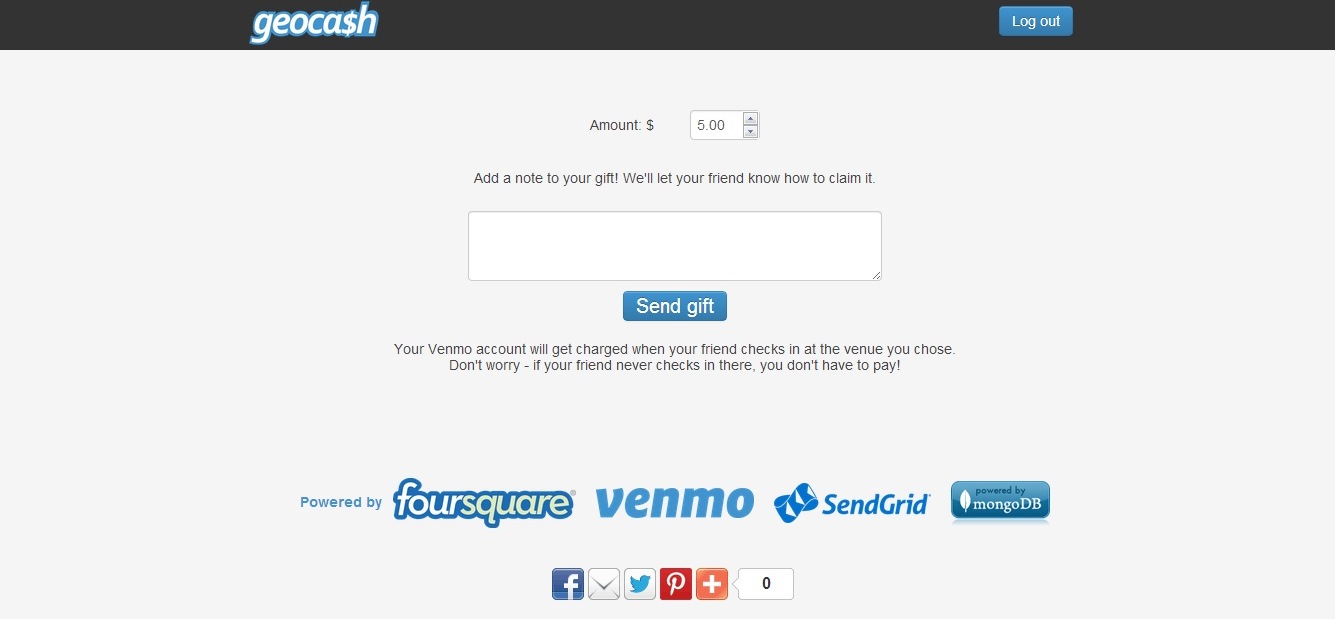 geoca$h
Log out
Amount: $
5.00
Add a note to your gift! We'll let your friend know how to claim it.
Send gift
Your Venmo account will get charged when your friend checks in at the venue you chose.
Don't worry - if your friend never checks in there, you don't have to pay!
Powered by
foursquare®
venmo
SendGrid
powered by
mongoDB
0